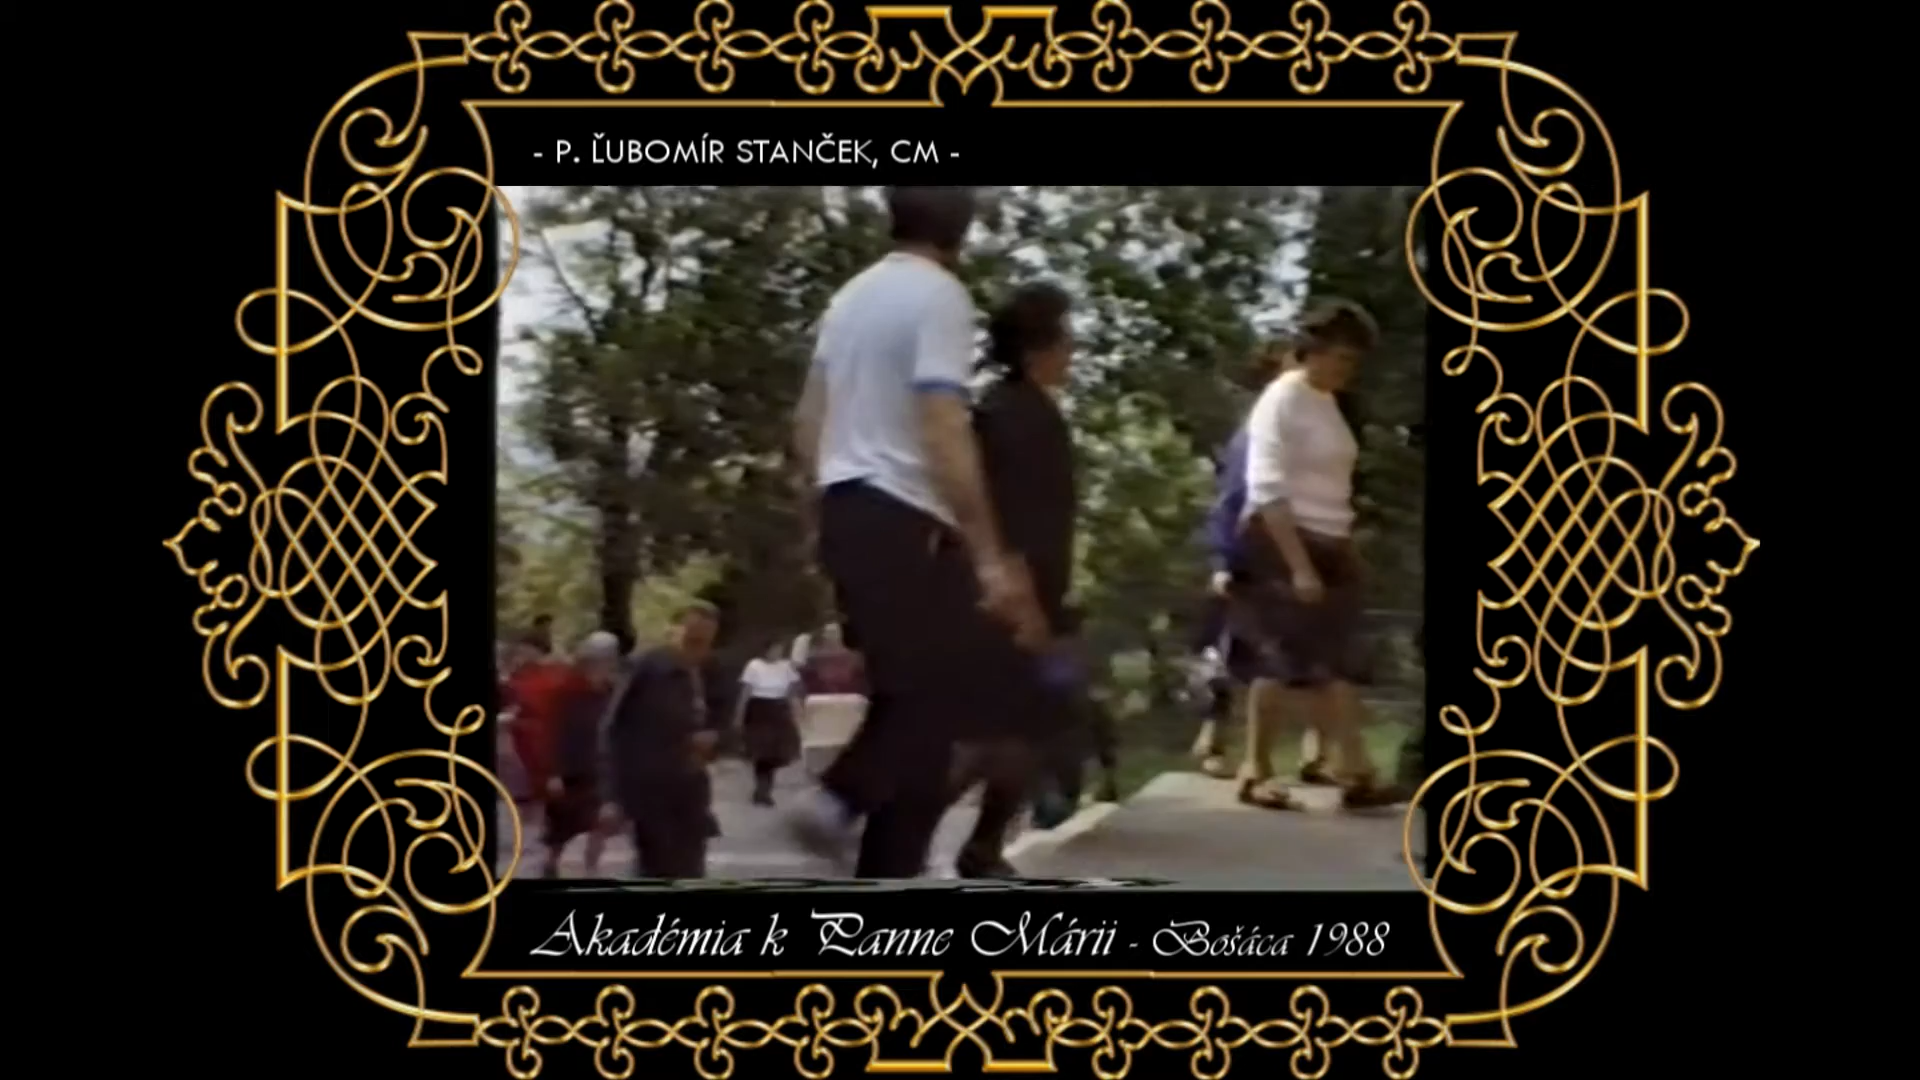 - P. ĽUBOMÍR STANČEK, CM -
Akadémia k Panne Márii - Bošáca 1988